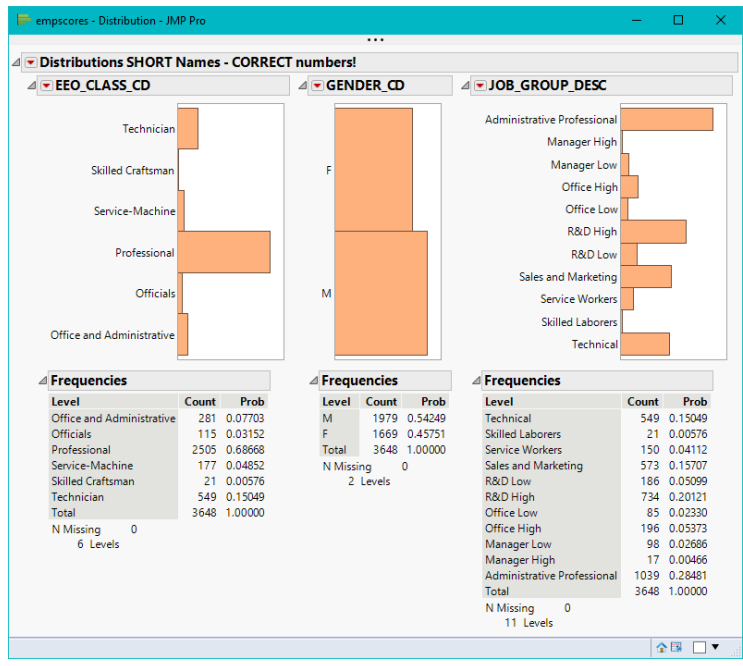 empscores - Distribution - JMP Pro
Distributions SHORT Names - CORRECT numbers!
EEO_CLASS_CD
Technician
Skilled Craftsman
Service-Machine
Professional
Officials
Office and Administrative
Frequencies
Level Count Prob
Office and Administrative 281 0.07703
Officials 115 0.03152
Professional 2505 0.68668
Service-Machine 177 0.04852
Skilled Craftsman 21 0.00576
Technician 549 0.15049
Total 3648 1.00000
N Missing 0
6 Levels
GENDER_CD
F
M
Frequencies
Level Count Prob
M 1979 0.54249
F 1669 0.45751
Total 3648 1.00000
N Missing 0
2 Levels
JOB_GROUP_DESC
Administrative Professional
Manager High
Manager Low
Office High
Office Low
R&D High
R&D Low
Sales and Marketing
Service Workers
Skilled Laborers
Technical
Frequencies
Level Count Prob
Technical 549 0.15049
Skilled Laborers 21 0.00576
Service Workers 150 0.04112
Sales and Marketing 573 0.15707
R&D Low 186 0.05099
R&D High 734 0.20121
Office Low 85 0.02330
Office High 196 0.05373
Manager Low 98 0.02686
Manager High 17 0.00466
Administrative Professional 1039 0.28481
Total 3648 1.00000
N Missing 0
11 Levels